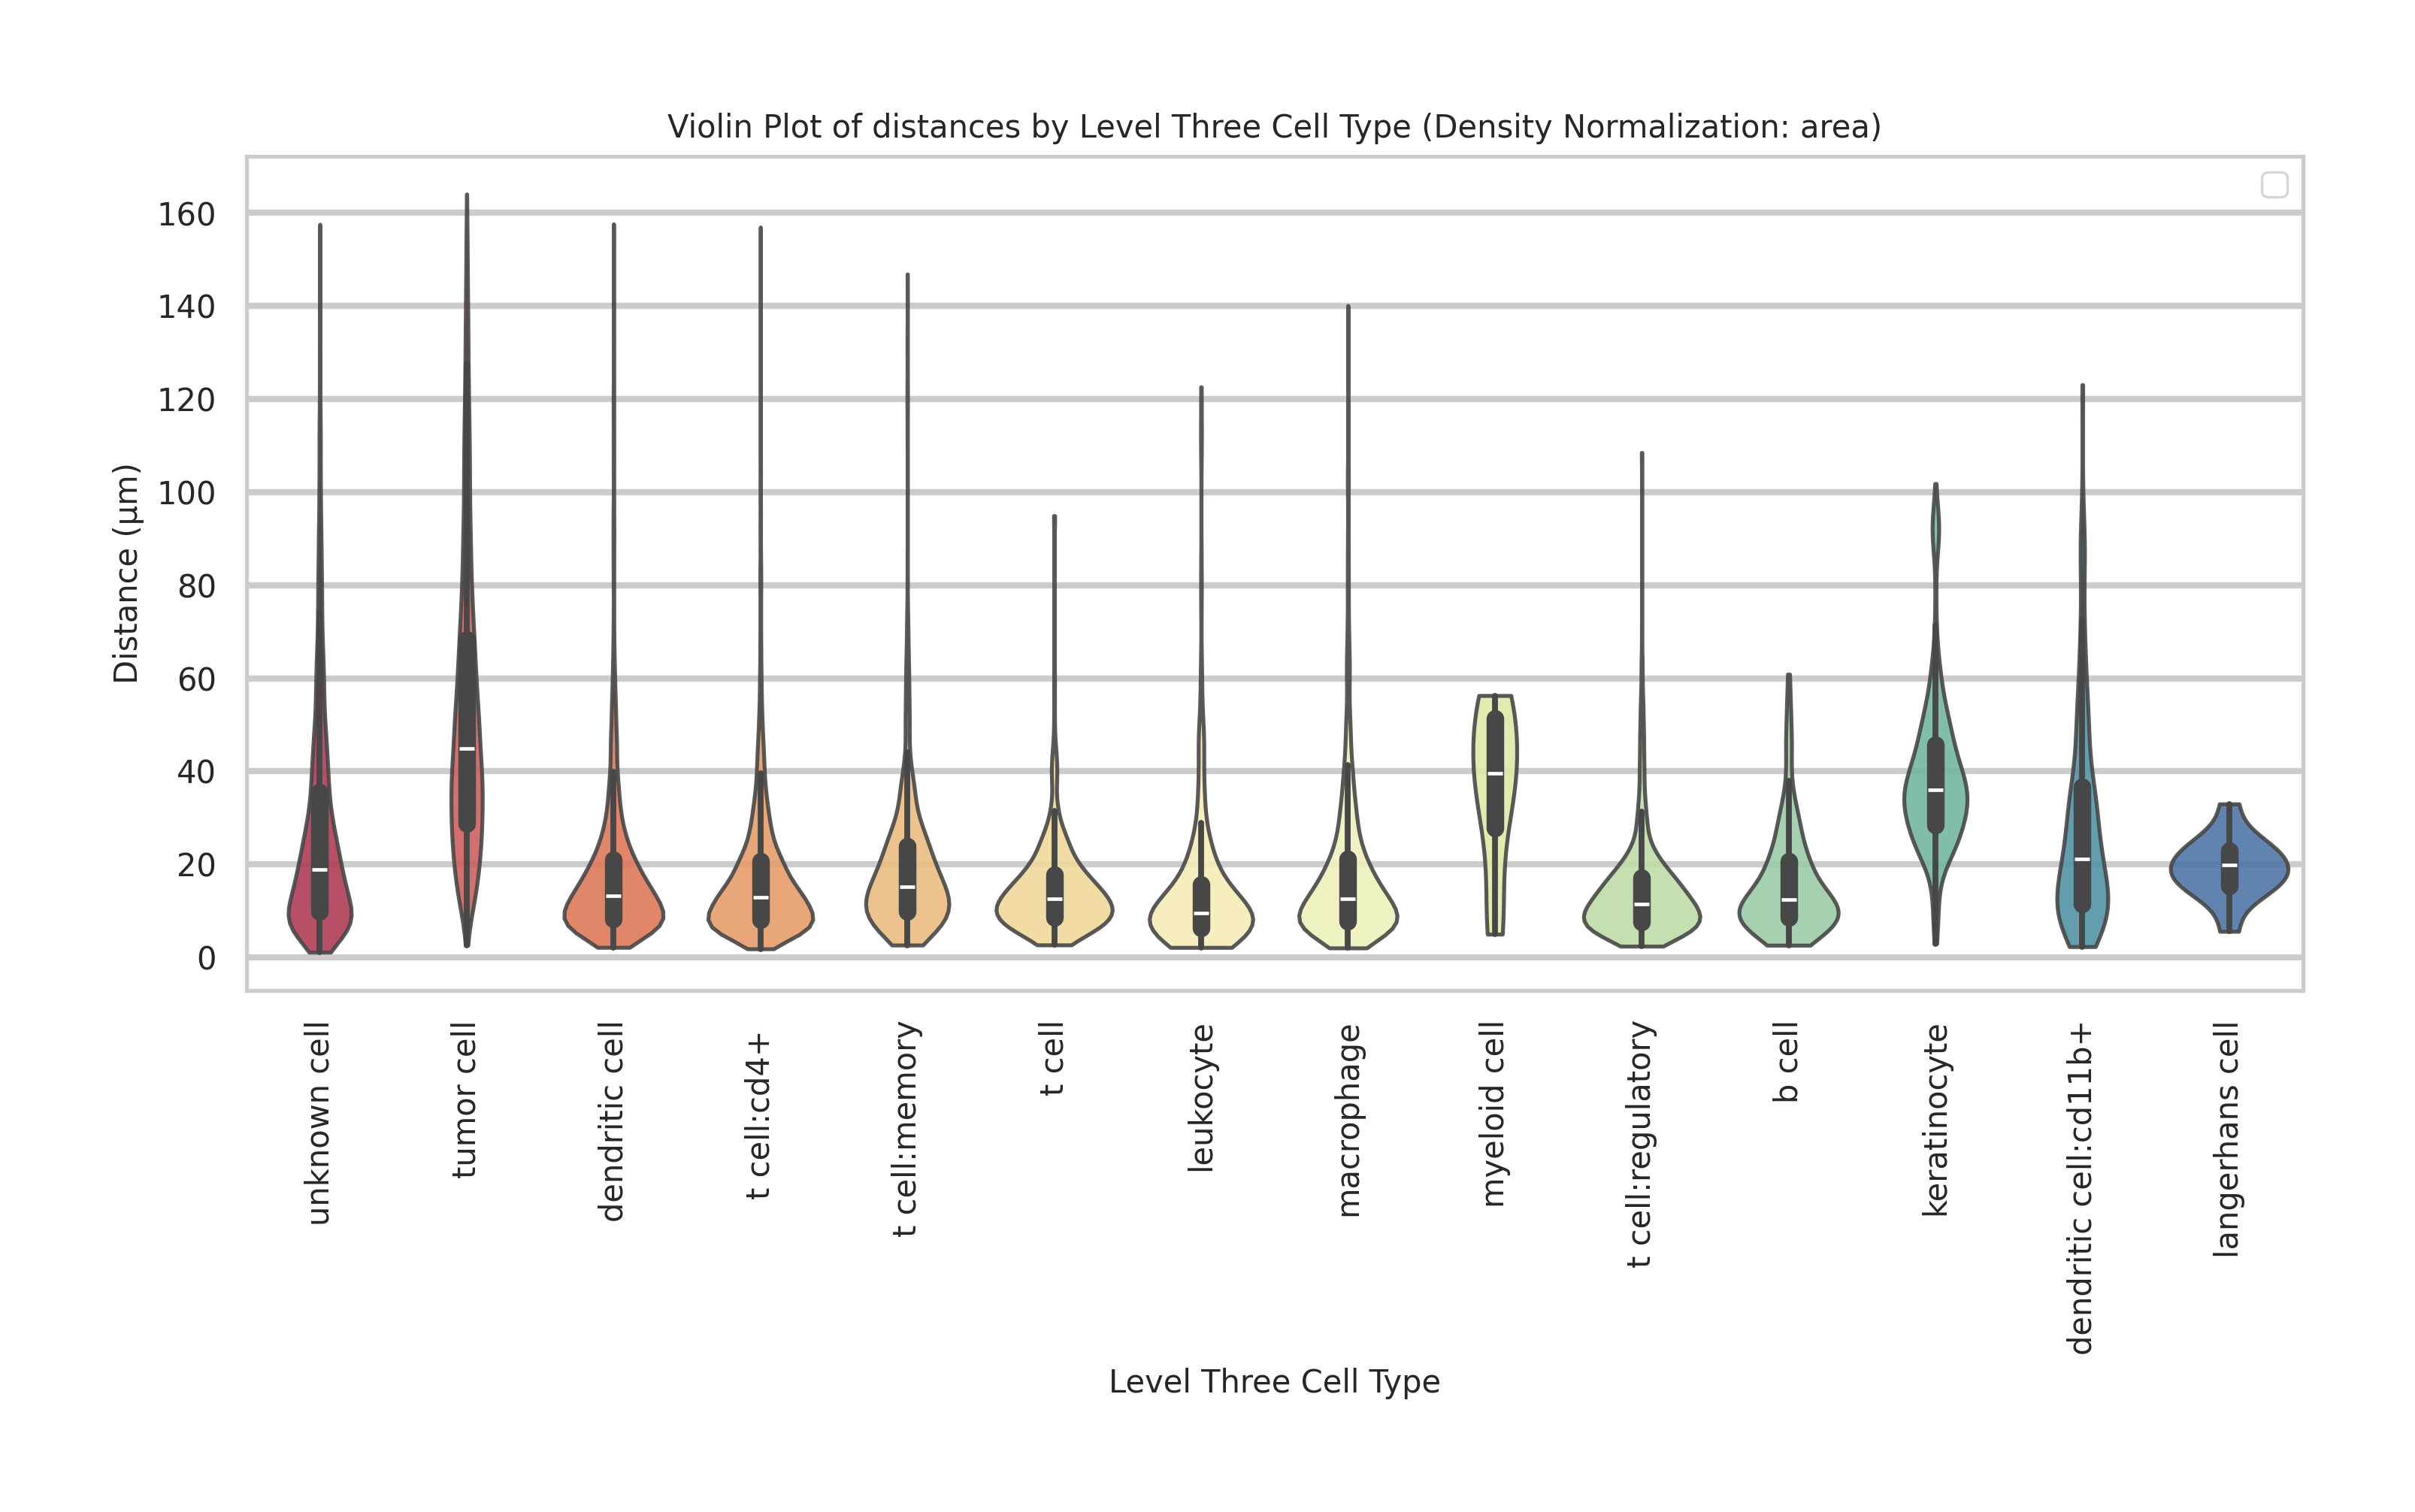 Violin Plot of distances by Level Three Cell Type (Density Normalization: area)
Distance (µm)
160
140
120
100
80
60
40
20
0
unknown cell
tumor cell
dendritic cell
t cell:cd4+
t cell:memory
t cell
leukocyte
macrophage
myeloid cell
t cell:regulatory
b cell
keratinocyte
dendritic cell:cd11b+
langerhans cell
Level Three Cell Type